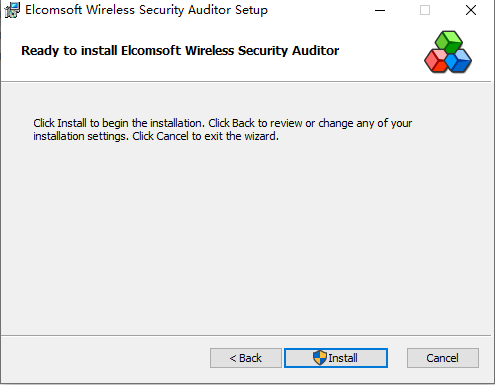 Elcomsoft Wireless Security Auditor Setup
Ready to install Elcomsoft Wireless Security Auditor
Click Install to begin the installation. Click Back to review or change any of your
installation settings. Click Cancel to exit the wizard.
< Back
Install
Cancel